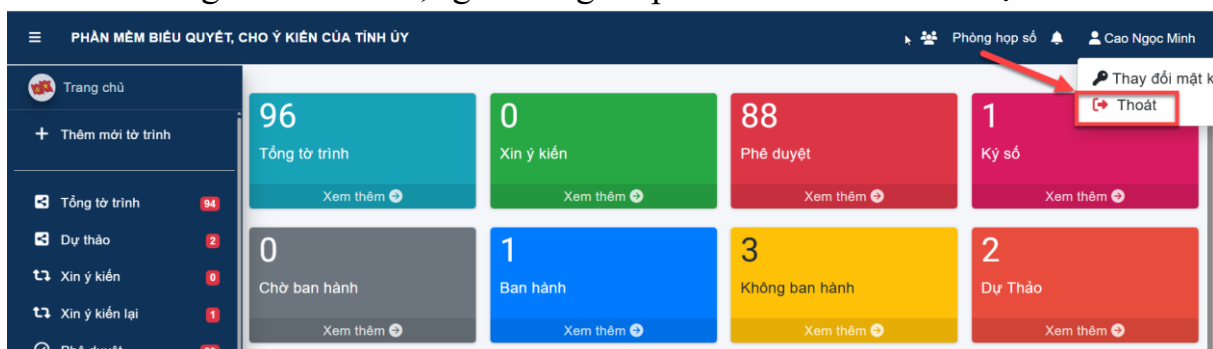 PHẦN MỀM BIỂU QUYẾT, CHO Ý KIẾN CỦA TỈNH ỦY
Phòng họp số
Cao Ngọc Minh
Thay đổi mật k
Thoát
Trang chủ
Thêm mới tờ trình
Tổng tờ trình 94
Dự thảo 2
Xin ý kiến 0
Xin ý kiến lại 1
96
Tổng tờ trình
Xem thêm
0
Xin ý kiến
Xem thêm
88
Phê duyệt
Xem thêm
1
Ký số
Xem thêm
0
Chờ ban hành
Xem thêm
1
Ban hành
Xem thêm
3
Không ban hành
Xem thêm
2
Dự Thảo
Xem thêm